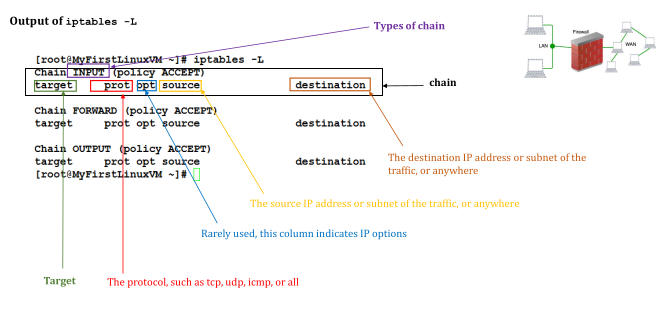 Output of iptables -L
Types of chain
Firewall
LAN
WAN
[root@MyFirstLinuxVM ~]# iptables -L
Chain INPUT (policy ACCEPT)
target prot opt source destination
chain
Chain FORWARD (policy ACCEPT)
target prot opt source destination
Chain OUTPUT (policy ACCEPT)
target prot opt source destination
[root@MyFirstLinuxVM ~]#
The destination IP address or subnet of the
traffic, or anywhere
The source IP address or subnet of the traffic, or anywhere
Rarely used, this column indicates IP options
Target
The protocol, such as tcp, udp, icmp, or all